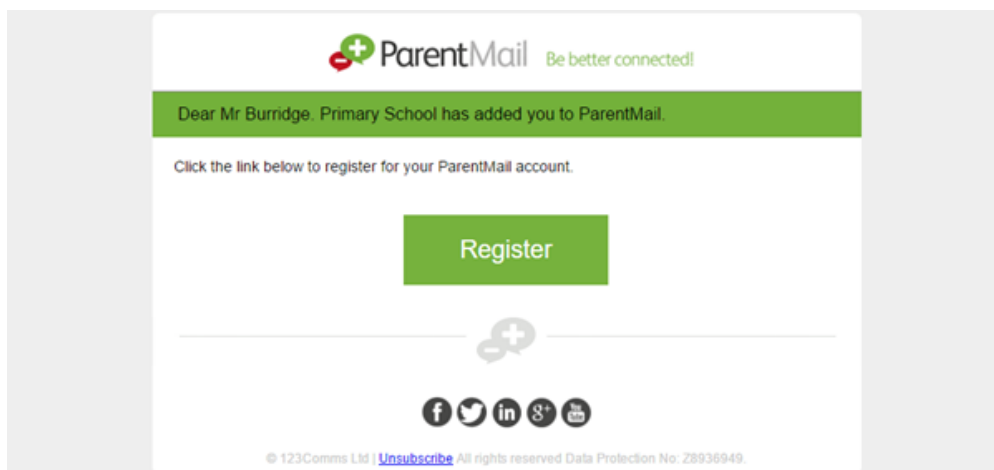 ParentMail Be better connected!
Dear Mr Burridge. Primary School has added you to ParentMail.
Click the link below to register for your ParentMail account.
Register
© 123Comms Ltd | Unsubscribe All rights reserved Data Protection No: Z8936949.